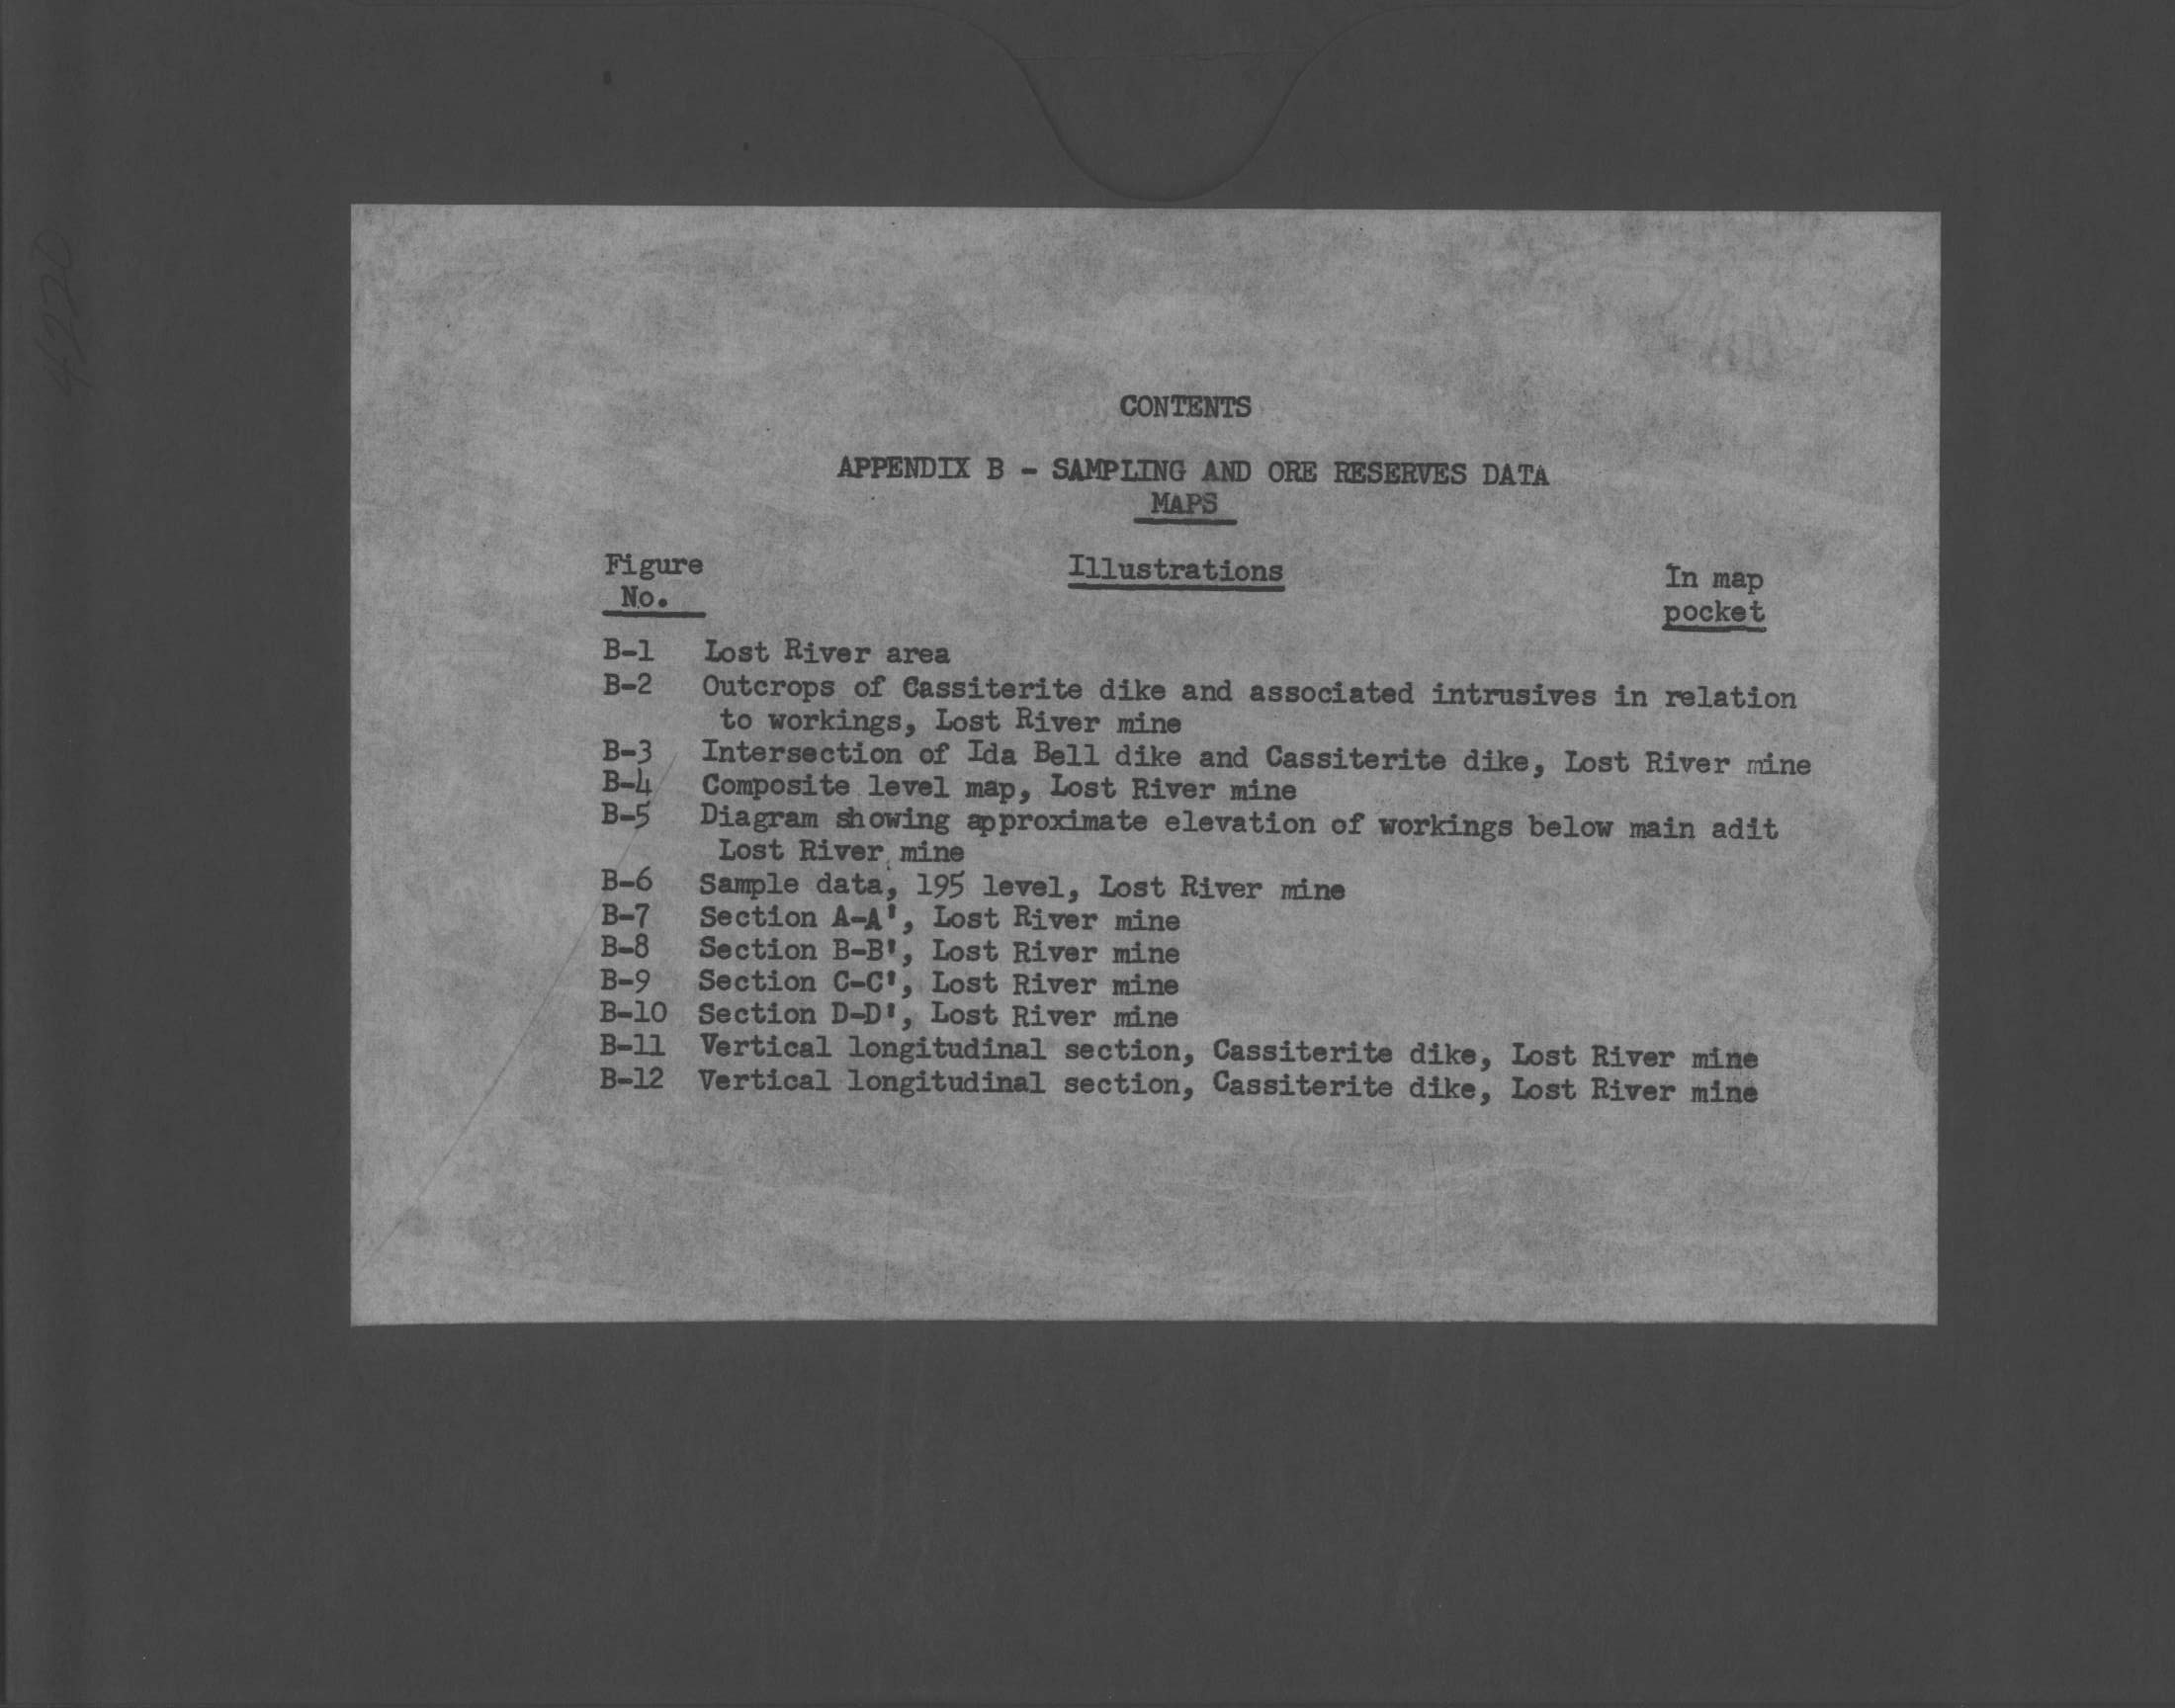 4220
CONTENTS
APPENDIX B - SAMPLING AND ORE RESERVES DATA
MAPS
Figure
No.
Illustrations
In map
pocket
B-1 Lost River area
B-2 Outcrops of Cassiterite dike and associated intrusives in relation
to workings, Lost River mine
B-3 Intersection of Ida Bell dike and Cassiterite dike, Lost River mine
B-4 Composite level map, Lost River mine
B-5 Diagram showing approximate elevation of workings below main adit
Lost River mine
B-6 Sample data, 195 level, Lost River mine
B-7 Section A-A', Lost River mine
B-8 Section B-B', Lost River mine
B-9 Section C-C', Lost River mine
B-10 Section D-D', Lost River mine
B-11 Vertical longitudinal section, Cassiterite dike, Lost River mine
B-12 Vertical longitudinal section, Cassiterite dike, Lost River mine